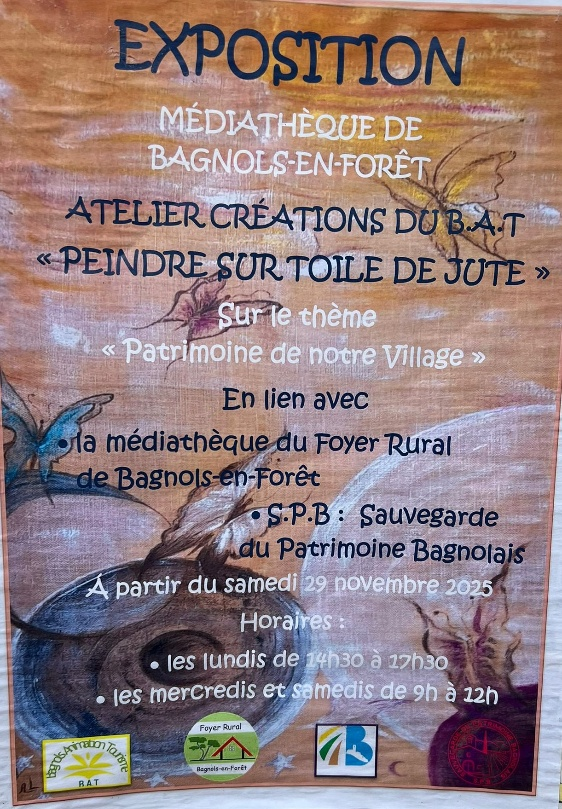 EXPOSITION
MÉDIATHÈQUE DE
BAGNOLS-EN-FORÊT
ATELIER CRÉATIONS DU B.A.T
« PEINDRE SUR TOILE DE JUTE »
Sur le thème
« Patrimoine de notre Village »
En lien avec
• la médiathèque du Foyer Rural
de Bagnols-en-Forêt
• S.P.B : Sauvegarde
du Patrimoine Bagnolais
A partir du samedi 29 novembre 2025
Horaires :
• les lundis de 14h30 à 17h30
• les mercredis et samedis de 9h à 12h
Bagnols Animation Tourisme
B.A.T
Foyer Rural
Bagnols-en-Forêt
B